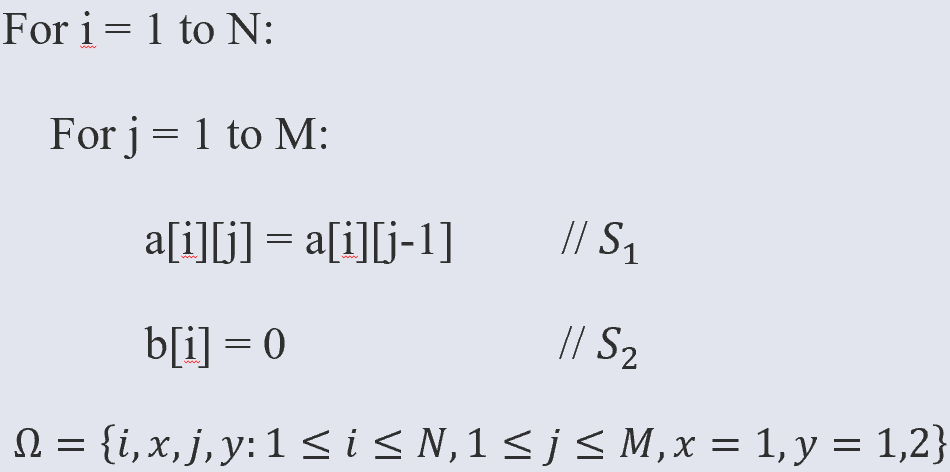 For i = 1 to N:
For j = 1 to M:
a[i][j] = a[i][j-1] // S₁
b[i] = 0 // S₂
Ω = {i, x, j, y: 1 ≤ i ≤ N, 1 ≤ j ≤ M, x = 1, y = 1,2}